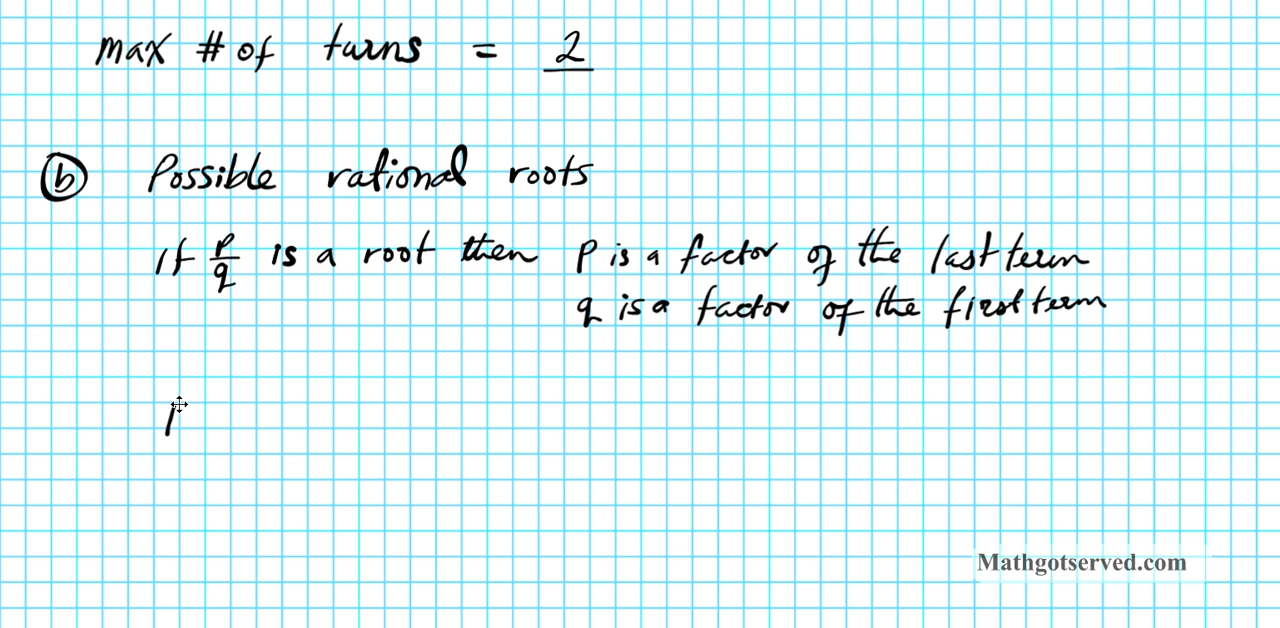 max # of turns = 2
(b) Possible rational roots
if p/q is a root then p is a factor of the last term
q is a factor of the first term
Mathgotserved.com